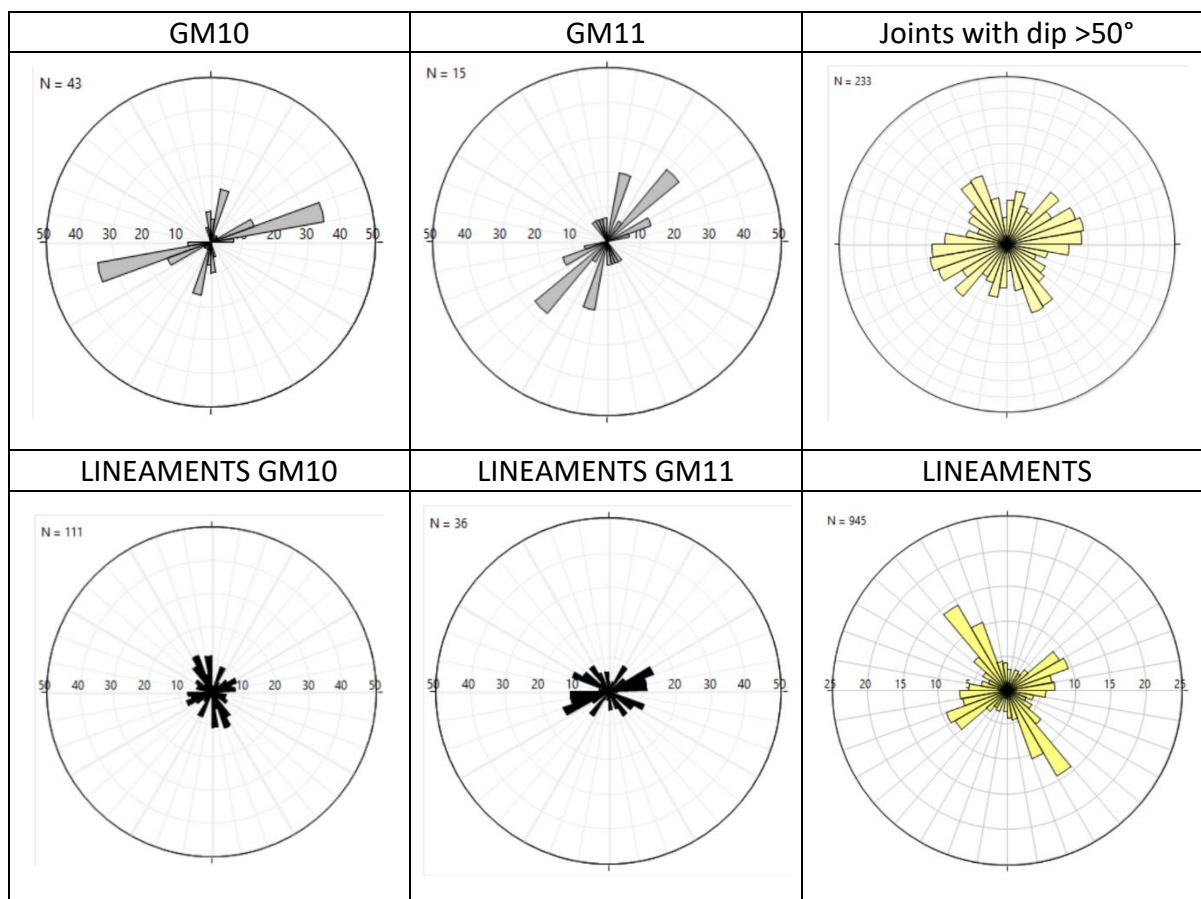 GM10
GM11
Joints with dip >50°
N = 43
N = 15
N = 233
50 40 30 20 10 10 20 30 40 50
50 40 30 20 10 10 20 30 40 50
LINEAMENTS GM10
LINEAMENTS GM11
LINEAMENTS
N = 111
N = 36
N = 945
50 40 30 20 10 10 20 30 40 50
50 40 30 20 10 20 30 40 50
25 20 15 10 5 10 15 20 25